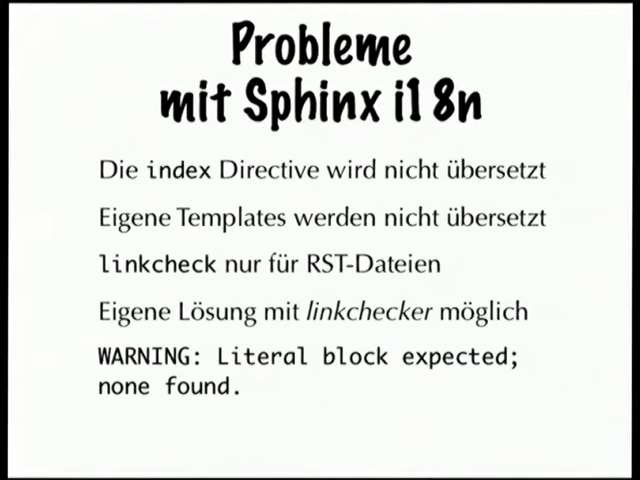 Probleme
mit Sphinx i18n
Die index Directive wird nicht übersetzt
Eigene Templates werden nicht übersetzt
linkcheck nur für RST-Dateien
Eigene Lösung mit linkchecker möglich
WARNING: Literal block expected;
none found.